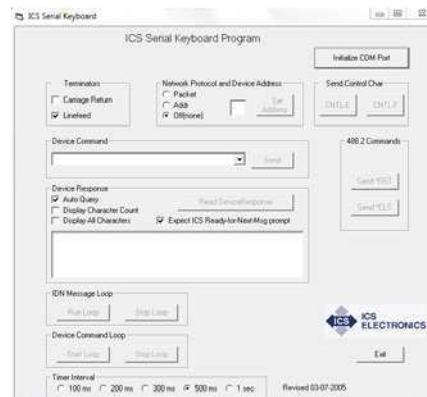 ICS Serial Keyboard
ICS Serial Keyboard Program
Initialize COM Port
Terminators
Carriage Return
Linefeed
Network Protocol and Device Address
Packet
Addr
Off(none)
Set Address
Send Control Char
CNTL-E
CNTL-F
Device Command
Send
488.2 Commands
Device Response
Auto Query
Display Character Count
Display All Characters
Read DeviceResponse
Expect ICS Ready-for-Next-Msg prompt
Send *RST
Send *CLS
IDN Message Loop
Run Loop
Stop Loop
ICS
ICS
ELECTRONICS
Device Command Loop
Start Loop
Stop Loop
Exit
Timer Interval
100 ms
200 ms
300 ms
500 ms
1 sec
Revised 03-07-2005